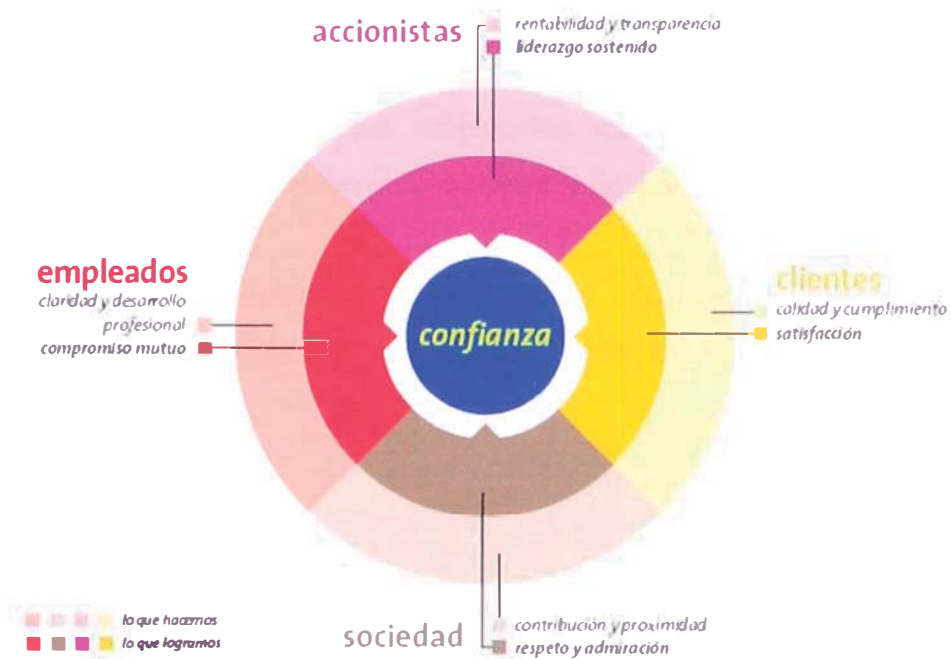 accionistas
rentabilidad y transparencia
liderazgo sostenido
empleados
claridad y desarrollo
profesional
compromiso mutuo
confianza
clientes
calidad y cumplimiento
satisfacción
sociedad
contribución y proximidad
respeto y admiración
lo que hacemos
lo que logramos